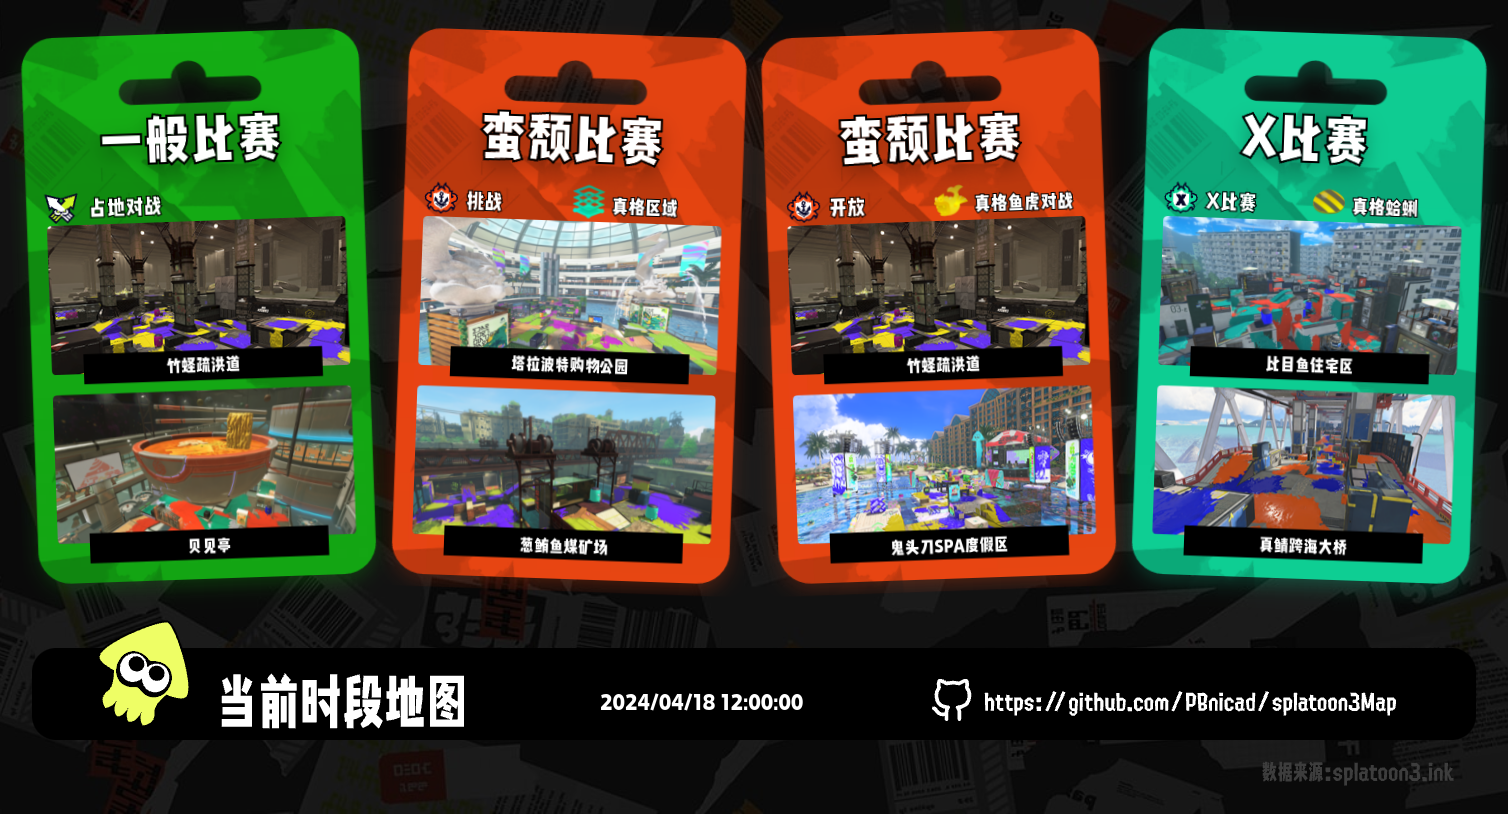 一般比赛
占地对战
竹蛏疏洪道
贝见亭
蛮颓比赛
挑战
真格区域
塔拉波特购物公园
葱鲔鱼煤矿场
蛮颓比赛
开放
真格鱼虎对战
竹蛏疏洪道
鬼头刀SPA度假区
X比赛
X比赛
真格蛤蜊
比目鱼住宅区
真鲭跨海大桥
当前时段地图
2024/04/18 12:00:00
https://github.com/PBnicad/splatoon3Map
数据来源:splatoon3.ink